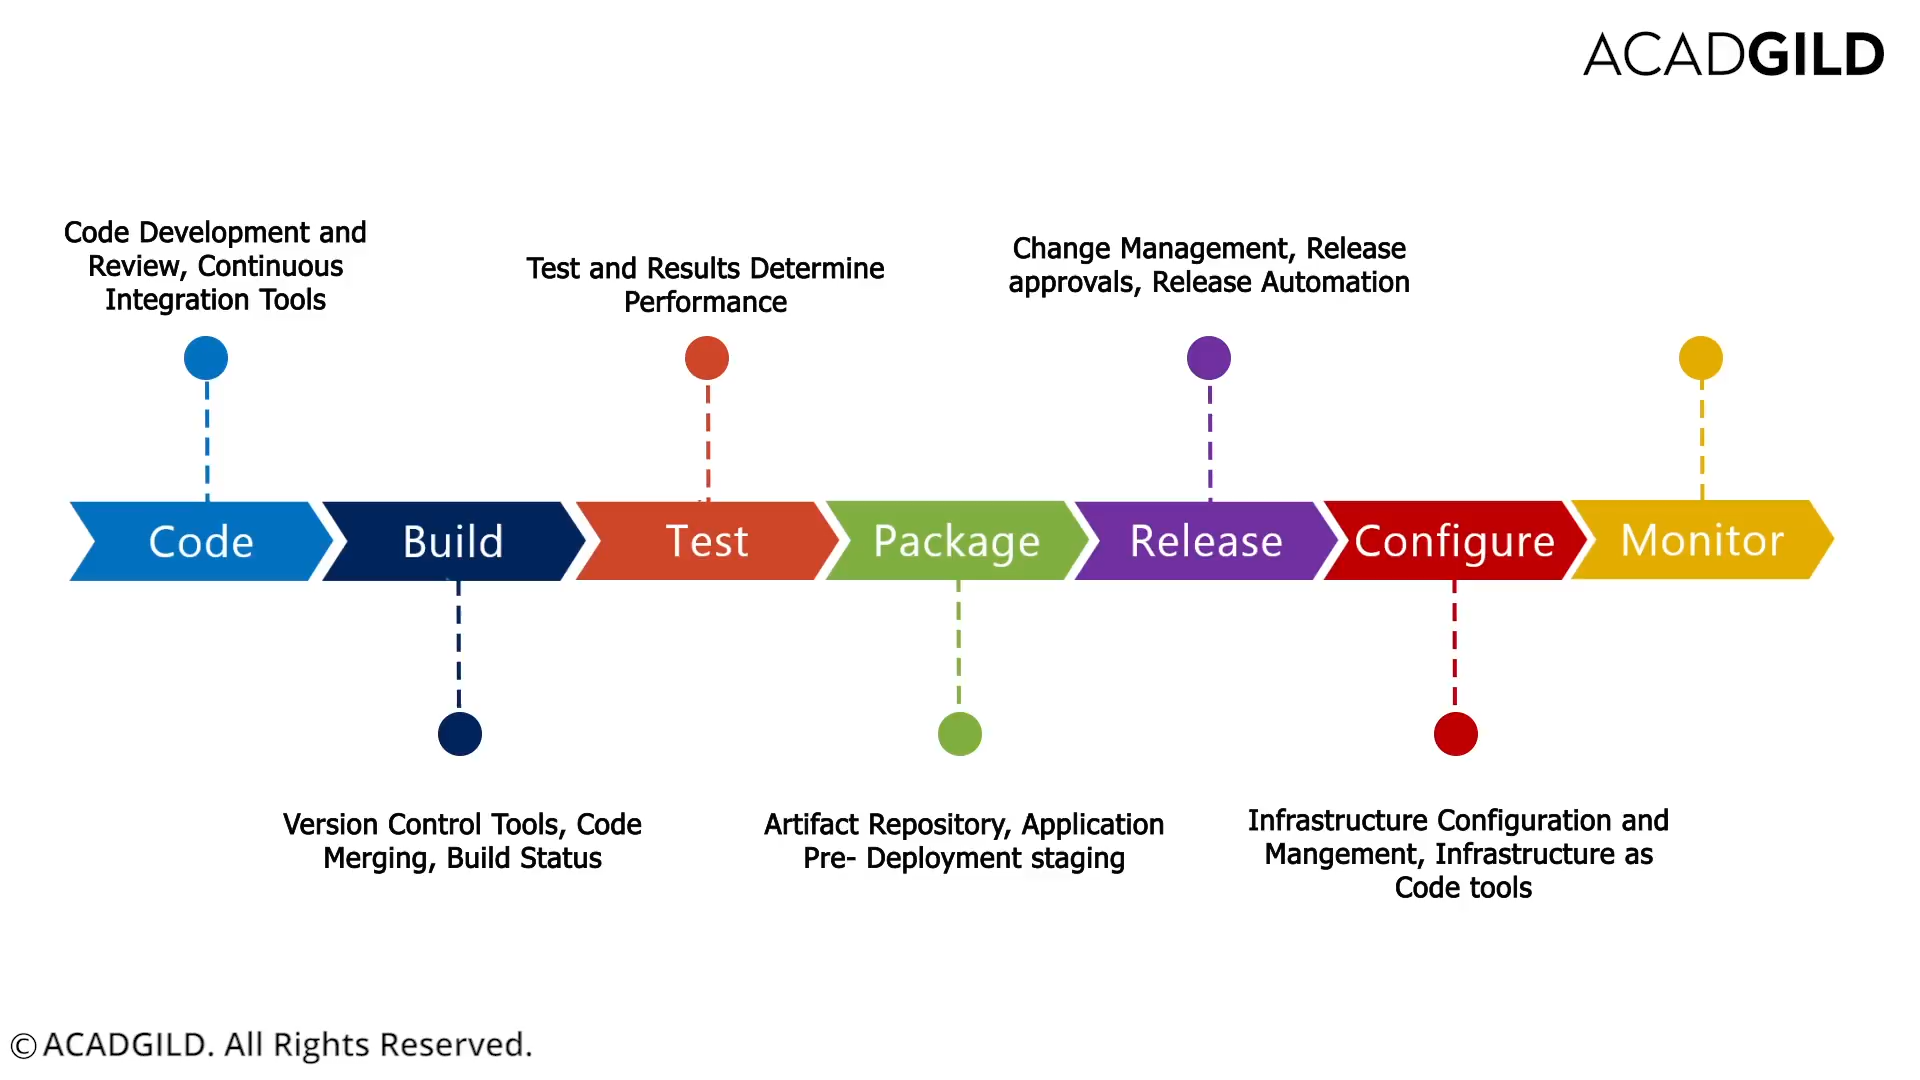 ACADGILD
Code Development and
Review, Continuous
Integration Tools
Test and Results Determine
Performance
Change Management, Release
approvals, Release Automation
Code
Build
Test
Package
Release
Configure
Monitor
Version Control Tools, Code
Merging, Build Status
Artifact Repository, Application
Pre- Deployment staging
Infrastructure Configuration and
Mangement, Infrastructure as
Code tools
© ACADGILD. All Rights Reserved.